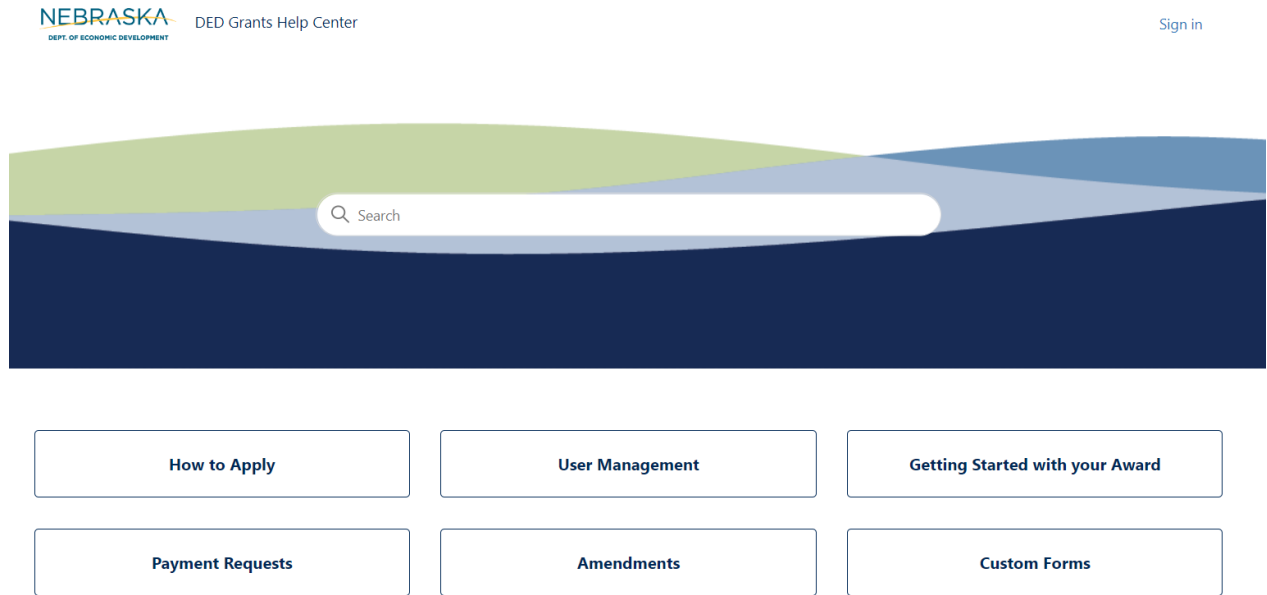 NEBRASKA
DEPT. OF ECONOMIC DEVELOPMENT
DED Grants Help Center
Sign in
Search
How to Apply
User Management
Getting Started with your Award
Payment Requests
Amendments
Custom Forms